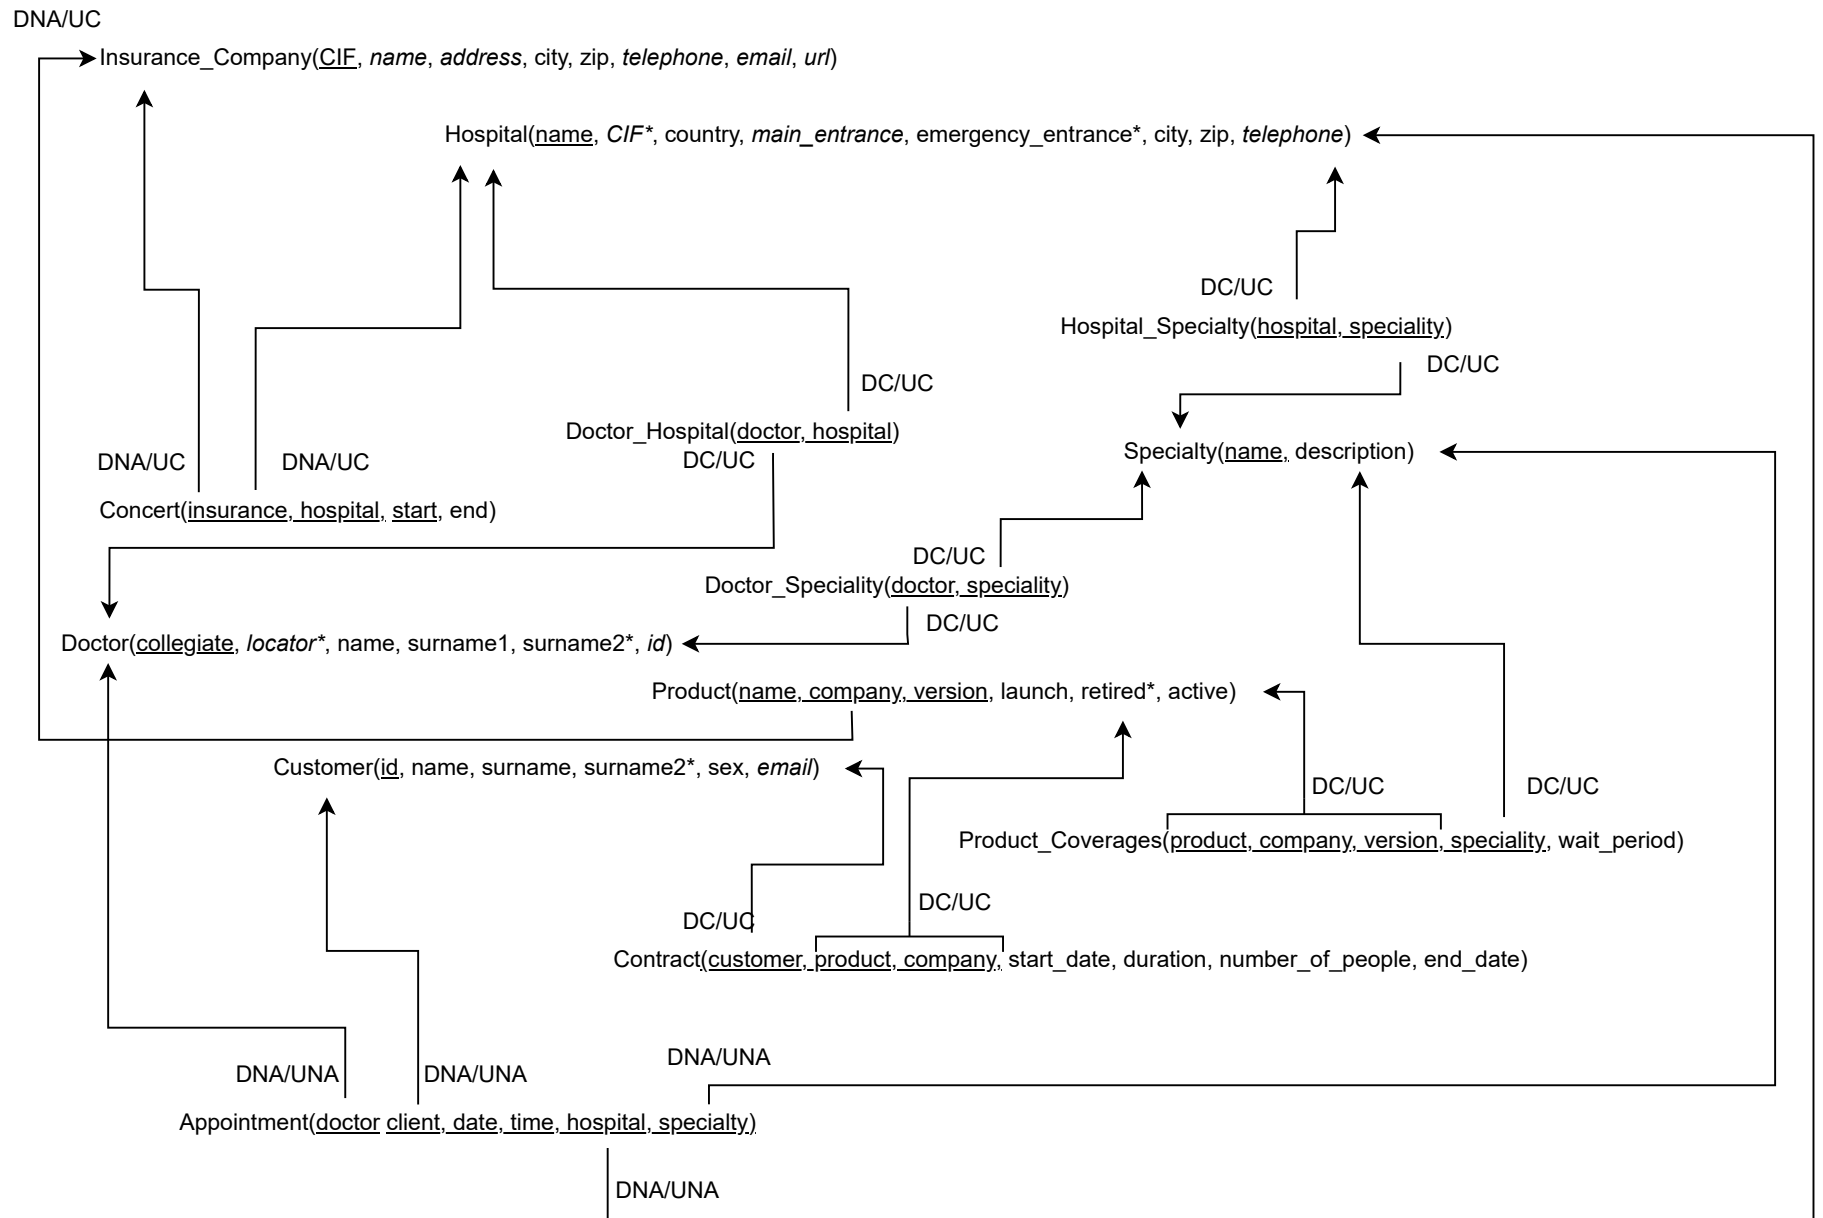 DNA/UC
Insurance_Company(CIF, name, address, city, zip, telephone, email, url)
Hospital(name, CIF*, country, main_entrance, emergency_entrance*, city, zip, telephone)
DC/UC
Hospital_Specialty(hospital, speciality)
DC/UC
DC/UC
Doctor_Hospital(doctor, hospital)
DC/UC
Specialty(name, description)
DNA/UC
DNA/UC
Concert(insurance, hospital, start, end)
DC/UC
Doctor_Speciality(doctor, speciality)
DC/UC
Doctor(collegiate, locator*, name, surname1, surname2*, id)
Product(name, company, version, launch, retired*, active)
Customer(id, name, surname, surname2*, sex, email)
DC/UC
DC/UC
Product_Coverages(product, company, version, speciality, wait_period)
DC/UC
DC/UC
Contract(customer, product, company, start_date, duration, number_of_people, end_date)
DNA/UNA
DNA/UNA
DNA/UNA
Appointment(doctor client, date, time, hospital, specialty)
DNA/UNA